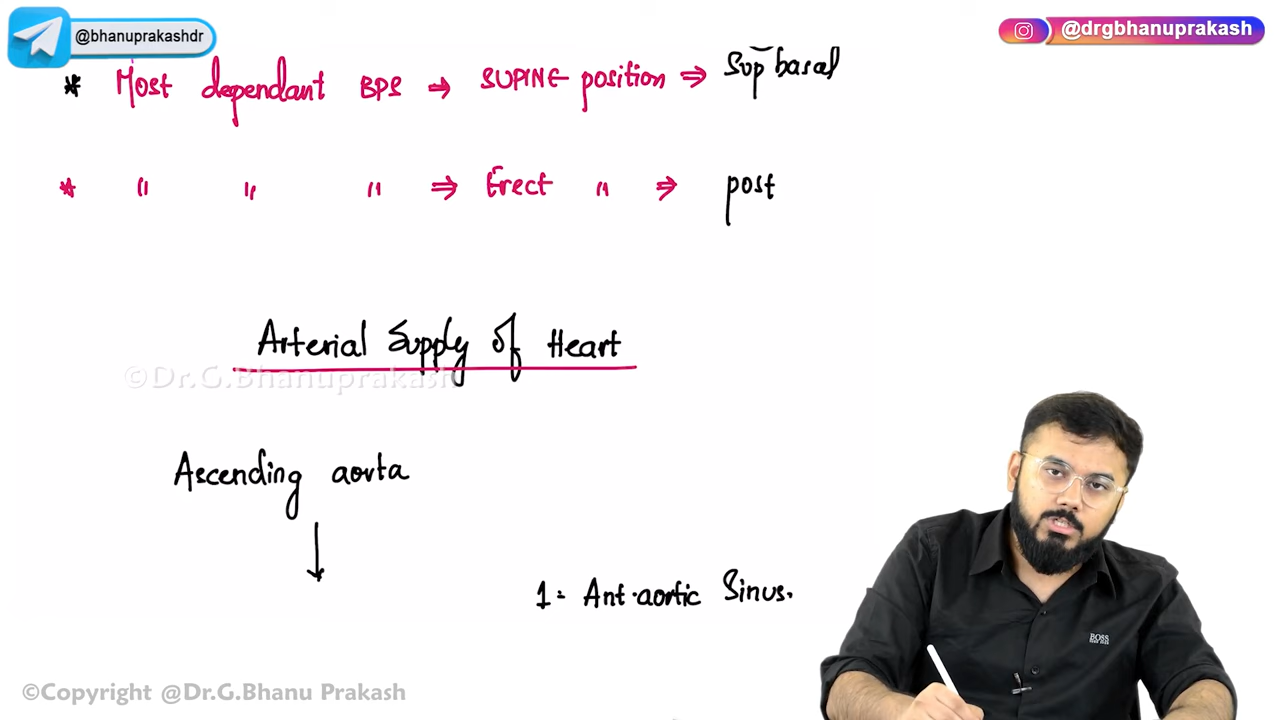 @bhanuprakashdr
@drgbhanuprakash
* Most dependant BPS → SUPINE position ⇒ Sup basal
* " " " ⇒ Erect " ⇒ post
Arterial Supply of Heart
©Dr.G.Bhanuprakash
Ascending aorta
↓
1: Ant. aortic Sinus.
BOSS
©Copyright @Dr.G.Bhanu Prakash